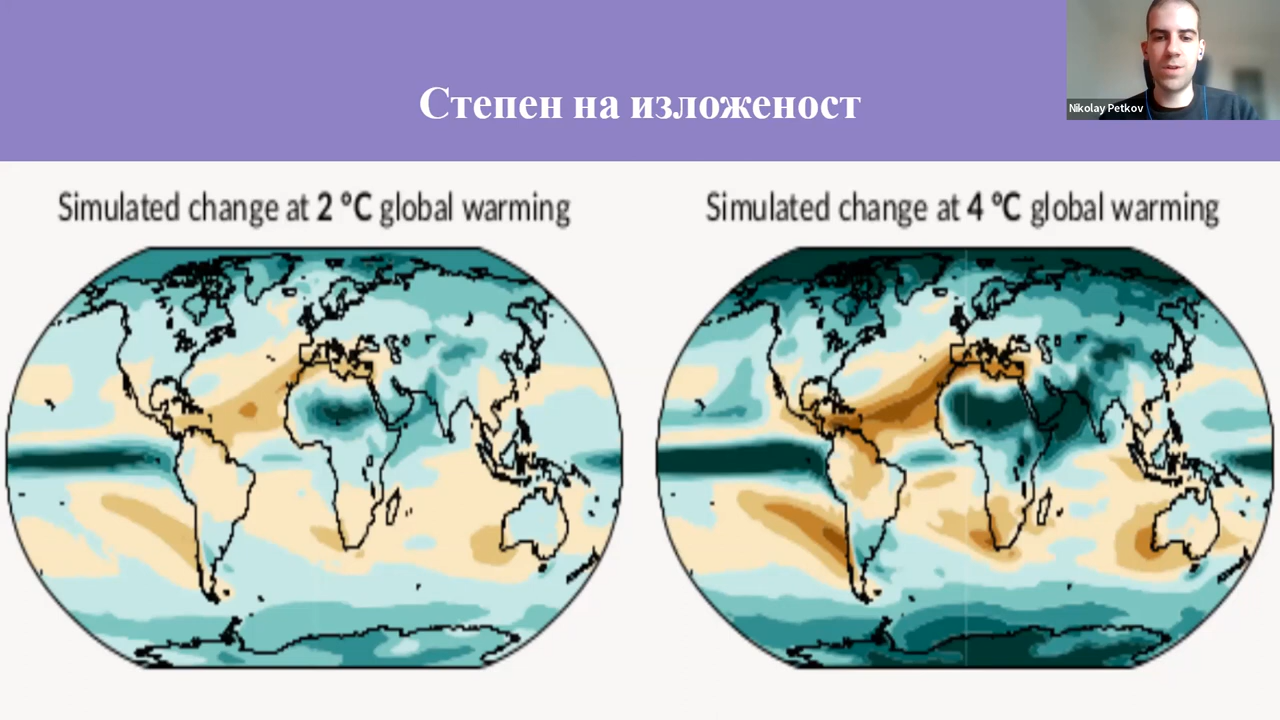 Степен на изложеност
Nikolay Petkov
Simulated change at 2 °C global warming
Simulated change at 4 °C global warming